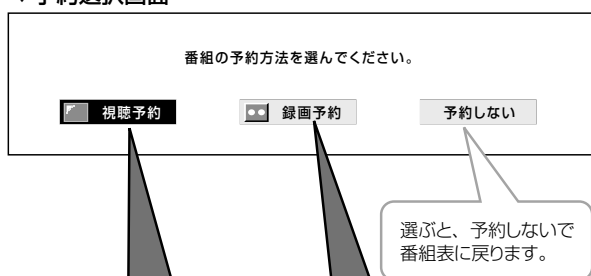 番組の予約方法を選んでください。
視聴予約
録画予約
予約しない
選ぶと、予約しないで
番組表に戻ります。